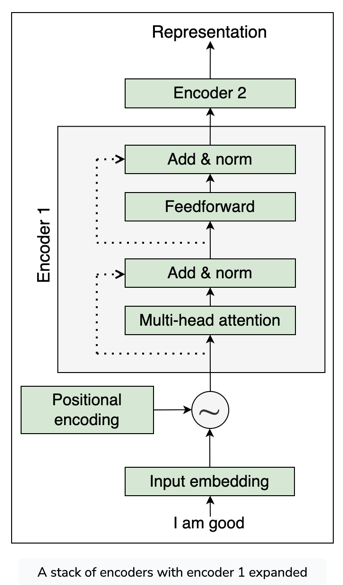 Representation
Encoder 2
Encoder 1
Add & norm
Feedforward
Add & norm
Multi-head attention
Positional
encoding
~
Input embedding
I am good
A stack of encoders with encoder 1 expanded